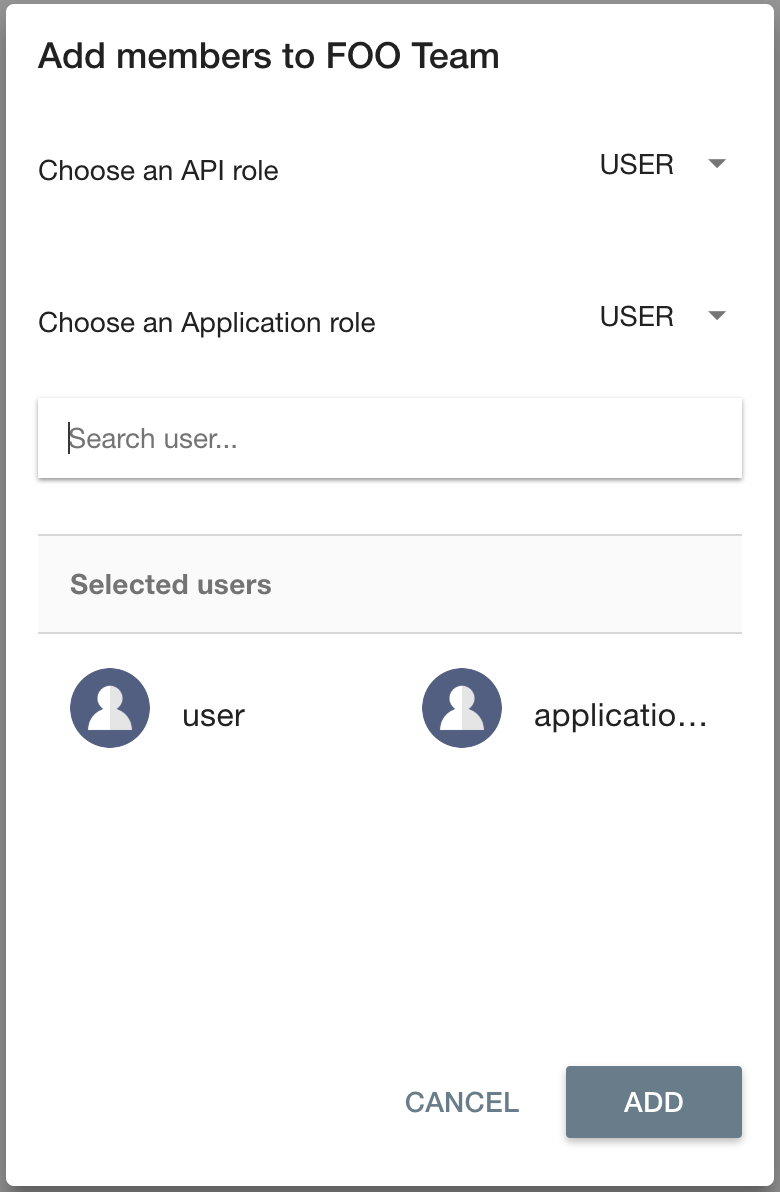 Add members to FOO Team
Choose an API role
USER
Choose an Application role
USER
Search user...
Selected users
user
applicatio...
CANCEL
ADD